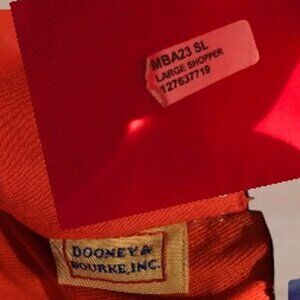 MBA23 SL
LARGE SHOPPER
127637719
DOONEY &
BOURKE, INC.